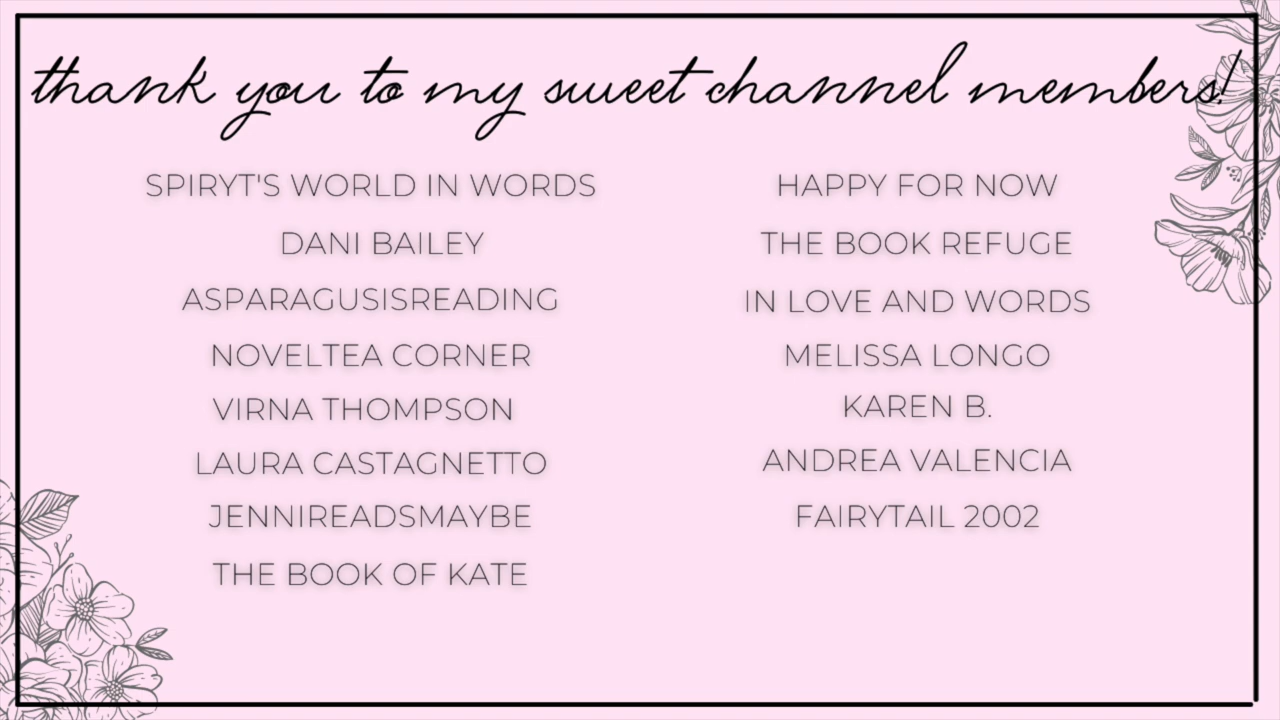 thank you to my sweet channel members!
SPIRYT'S WORLD IN WORDS
DANI BAILEY
ASPARAGUSISREADING
NOVELTEA CORNER
VIRNA THOMPSON
LAURA CASTAGNETTO
JENNIREADSMAYBE
THE BOOK OF KATE
HAPPY FOR NOW
THE BOOK REFUGE
IN LOVE AND WORDS
MELISSA LONGO
KAREN B.
ANDREA VALENCIA
FAIRYTAIL 2002